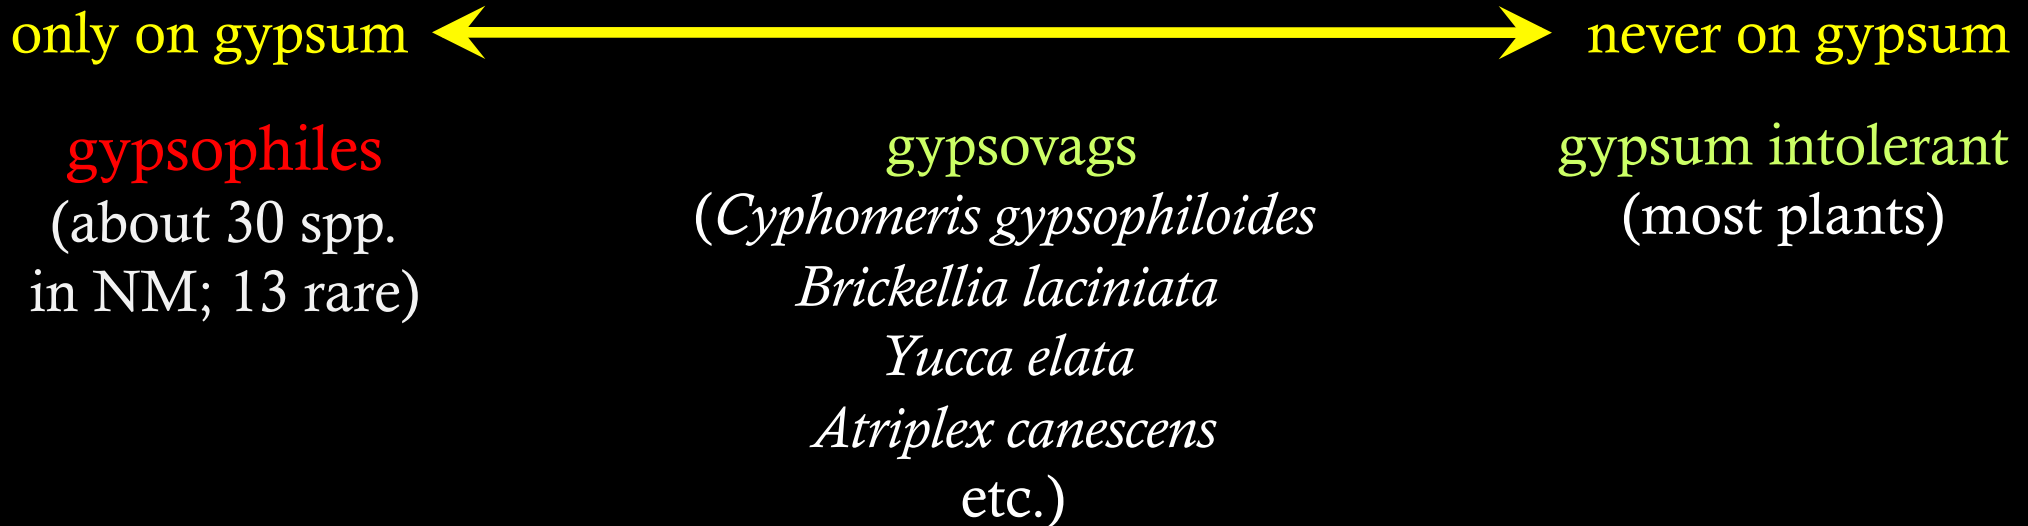 only on gypsum
never on gypsum
gypsophiles
(about 30 spp.
in NM; 13 rare)
gypsovags
(Cyphomeris gypsophiloides
Brickellia laciniata
Yucca elata
Atriplex canescens
etc.)
gypsum intolerant
(most plants)